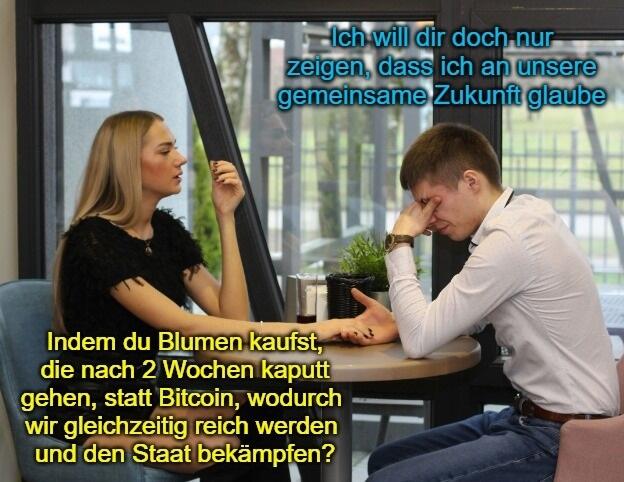 Ich will dir doch nur
zeigen, dass ich an unsere
gemeinsame Zukunft glaube
Indem du Blumen kaufst,
die nach 2 Wochen kaputt
gehen, statt Bitcoin, wodurch
wir gleichzeitig reich werden
und den Staat bekämpfen?